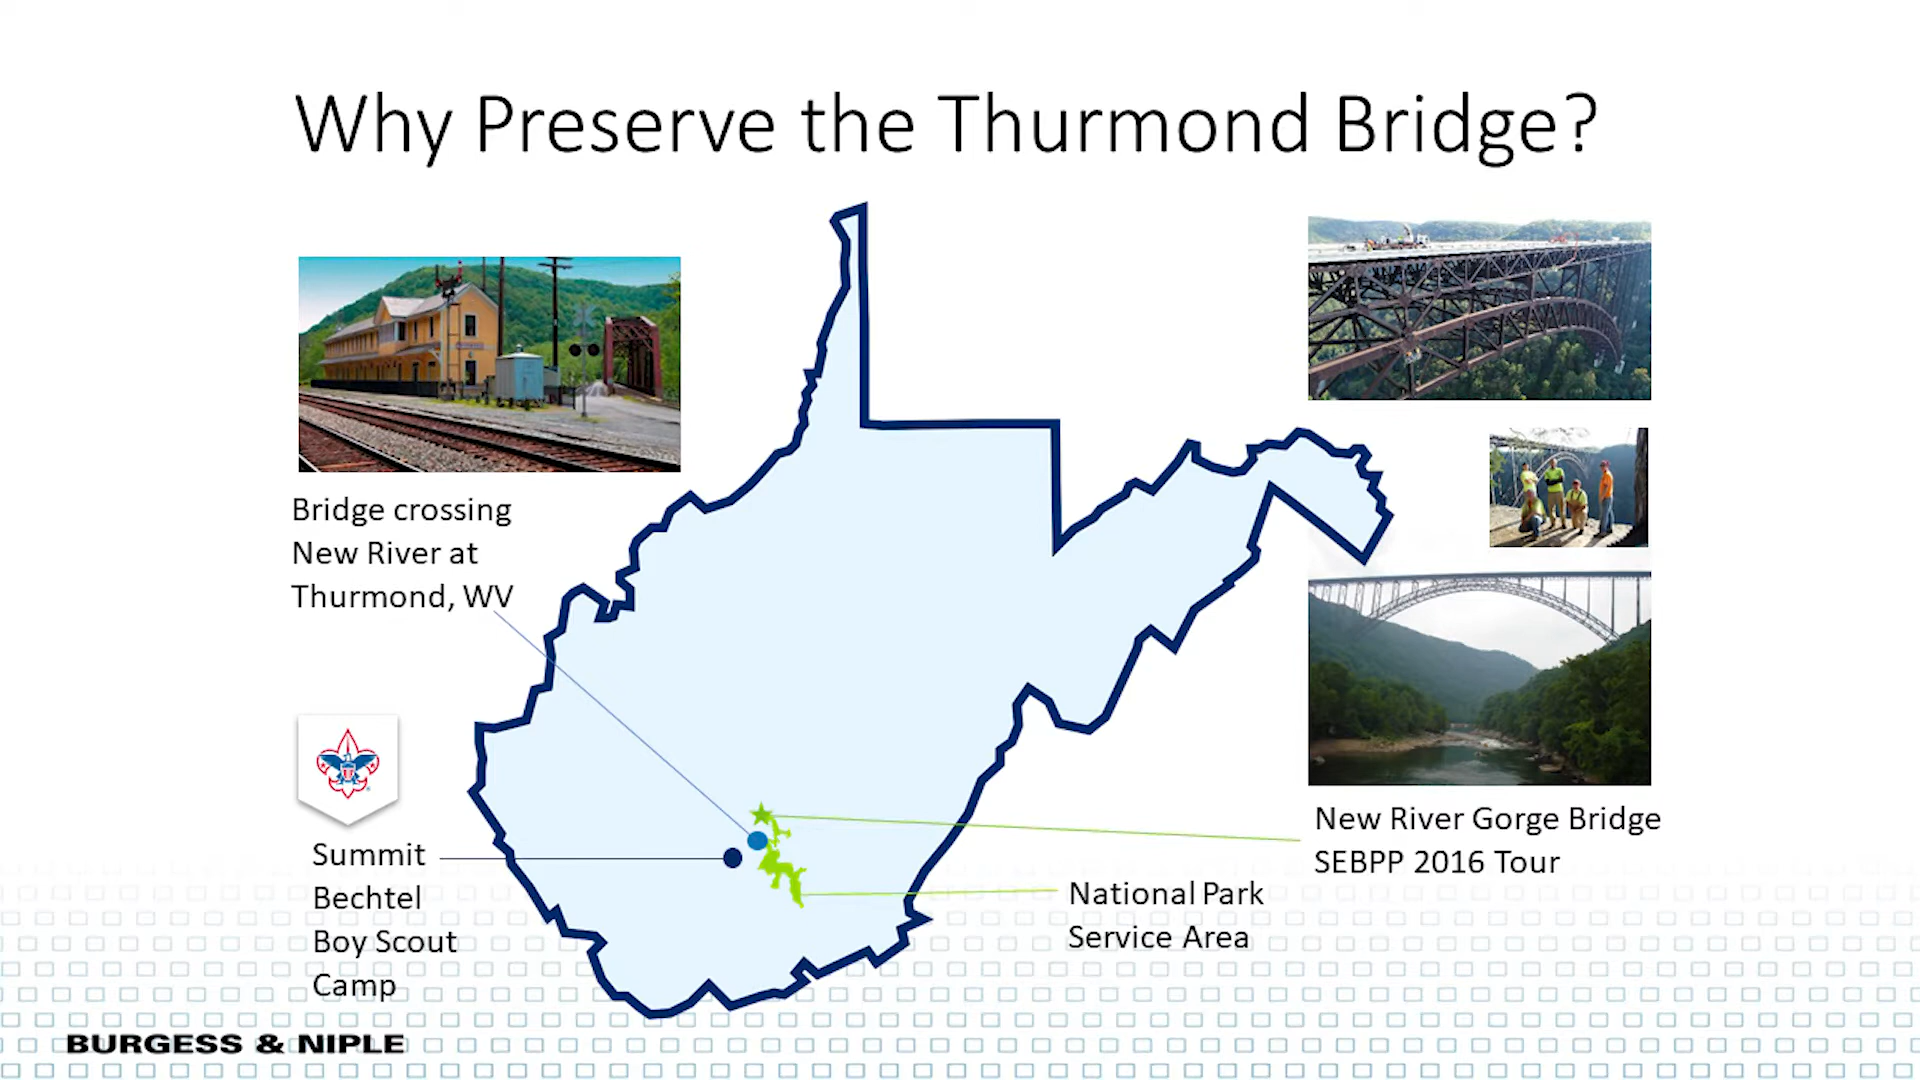 Why Preserve the Thurmond Bridge?
Bridge crossing
New River at
Thurmond, WV
Summit
Bechtel
Boy Scout
Camp
National Park
Service Area
New River Gorge Bridge
SEBPP 2016 Tour
BURGESS & NIPLE